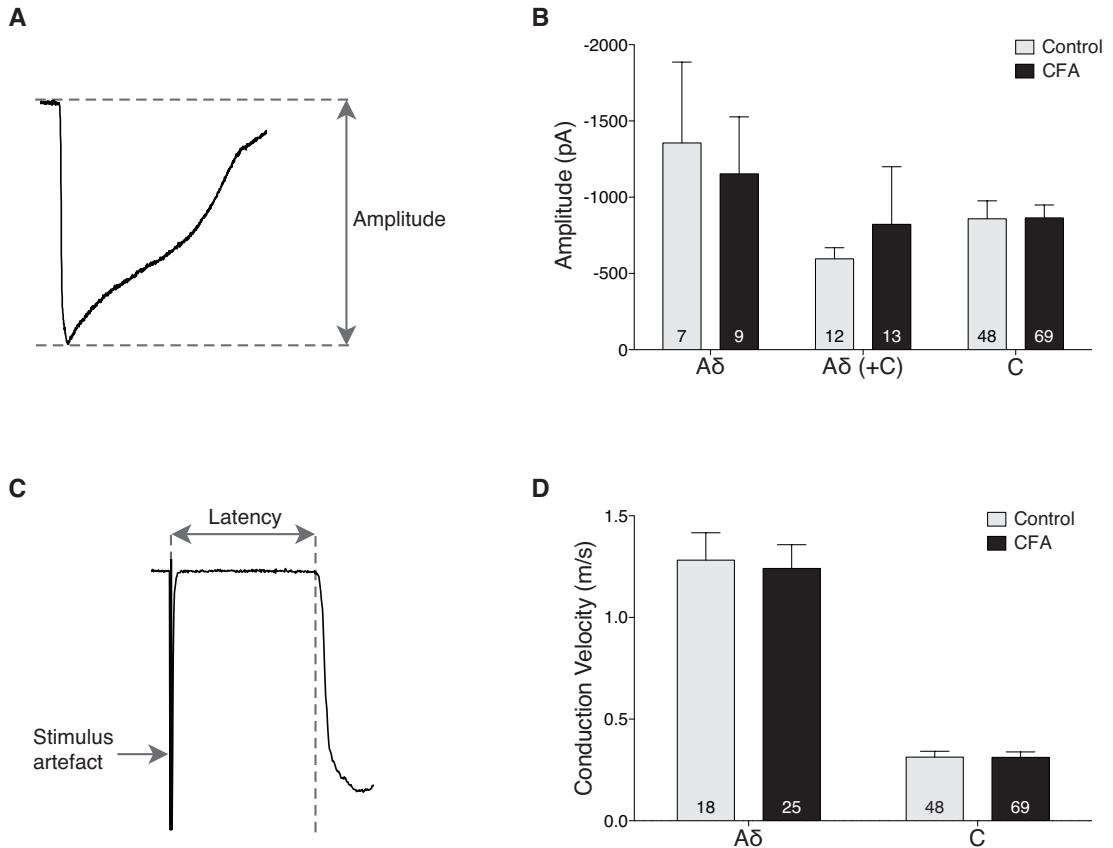 A
Amplitude
B
Amplitude (pA)
-2000
-1500
-1000
-500
0
Control
CFA
7
9
12
13
48
69
Aδ
Aδ (+C)
C
C
Latency
Stimulus
artefact
D
Conduction Velocity (m/s)
1.5
1.0
0.5
0.0
Control
CFA
18
25
48
69
Aδ
C